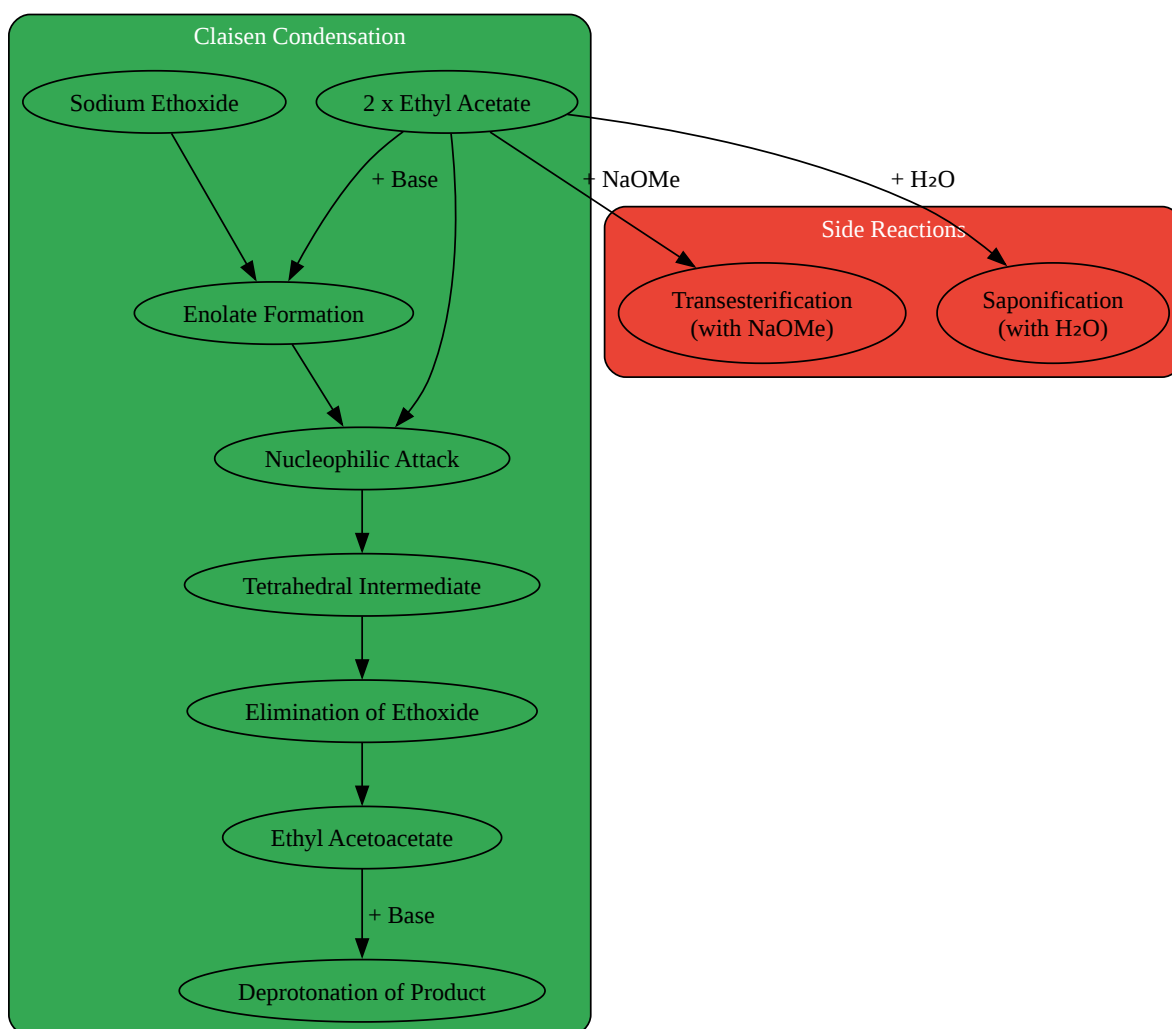 Claisen Condensation
Sodium Ethoxide
2 x Ethyl Acetate
+ Base
+ NaOMe
+ H₂O
Side Reactions
Enolate Formation
Transesterification
(with NaOMe)
Saponification
(with H₂O)
Nucleophilic Attack
Tetrahedral Intermediate
Elimination of Ethoxide
Ethyl Acetoacetate
+ Base
Deprotonation of Product